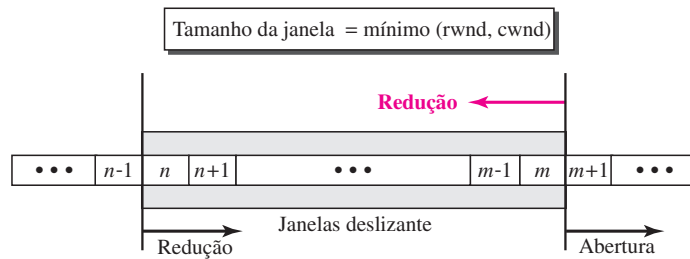 Tamanho da janela = mínimo (rwnd, cwnd)
Redução
••• n-1 n n+1 ••• m-1 m m+1 •••
Janelas deslizante
Redução
Abertura